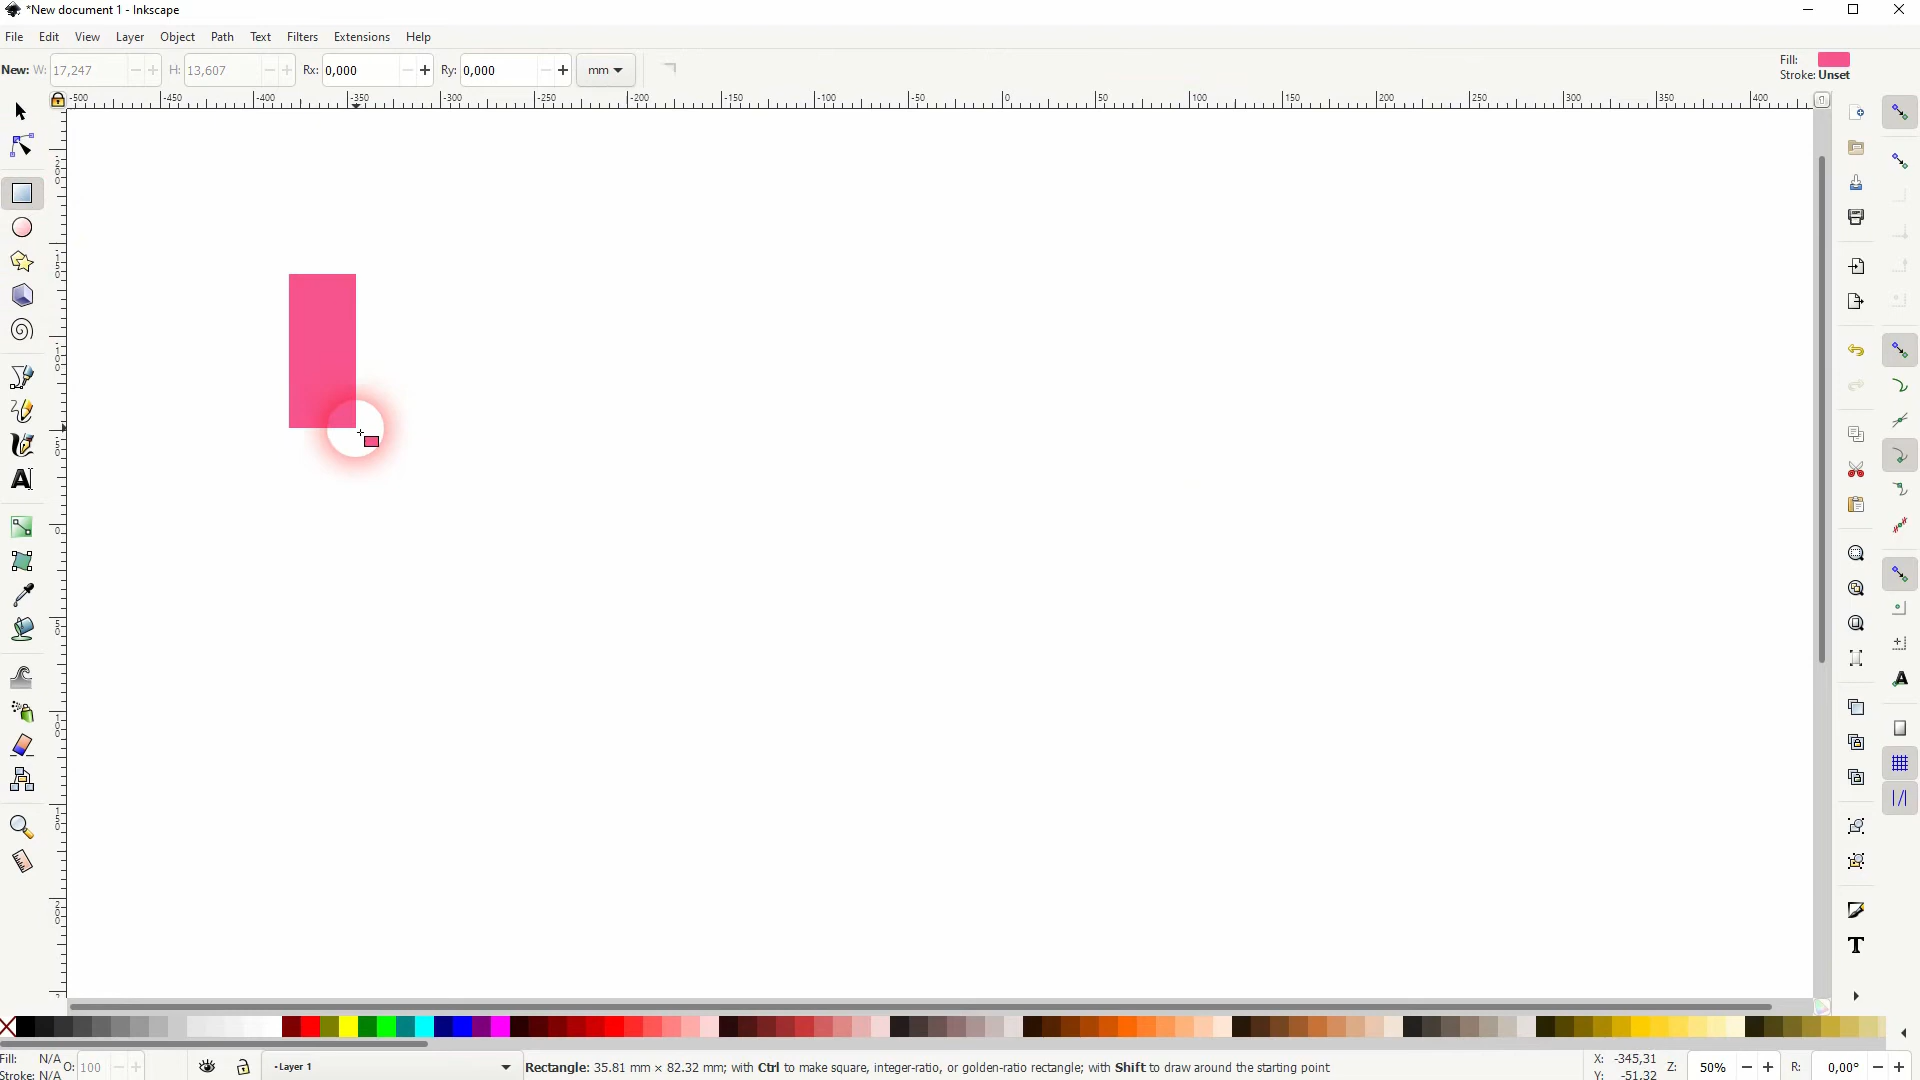 *New document 1 - Inkscape
File Edit View Layer Object Path Text Filters Extensions Help
New: W: 17,247 H: 13,607 Rx: 0,000 Ry: 0,000 mm
Fill:
Stroke: Unset
-500 -450 -400 -350 -300 -250 -200 -150 -100 -50 0 50 100 150 200 250 300 350 400
Fill: N/A
Stroke: N/A
O: 100
-Layer 1
Rectangle: 35.81 mm × 82.32 mm; with Ctrl to make square, integer-ratio, or golden-ratio rectangle; with Shift to draw around the starting point
X: -345,31
Y: -51,32
Z: 50%
R: 0,00°